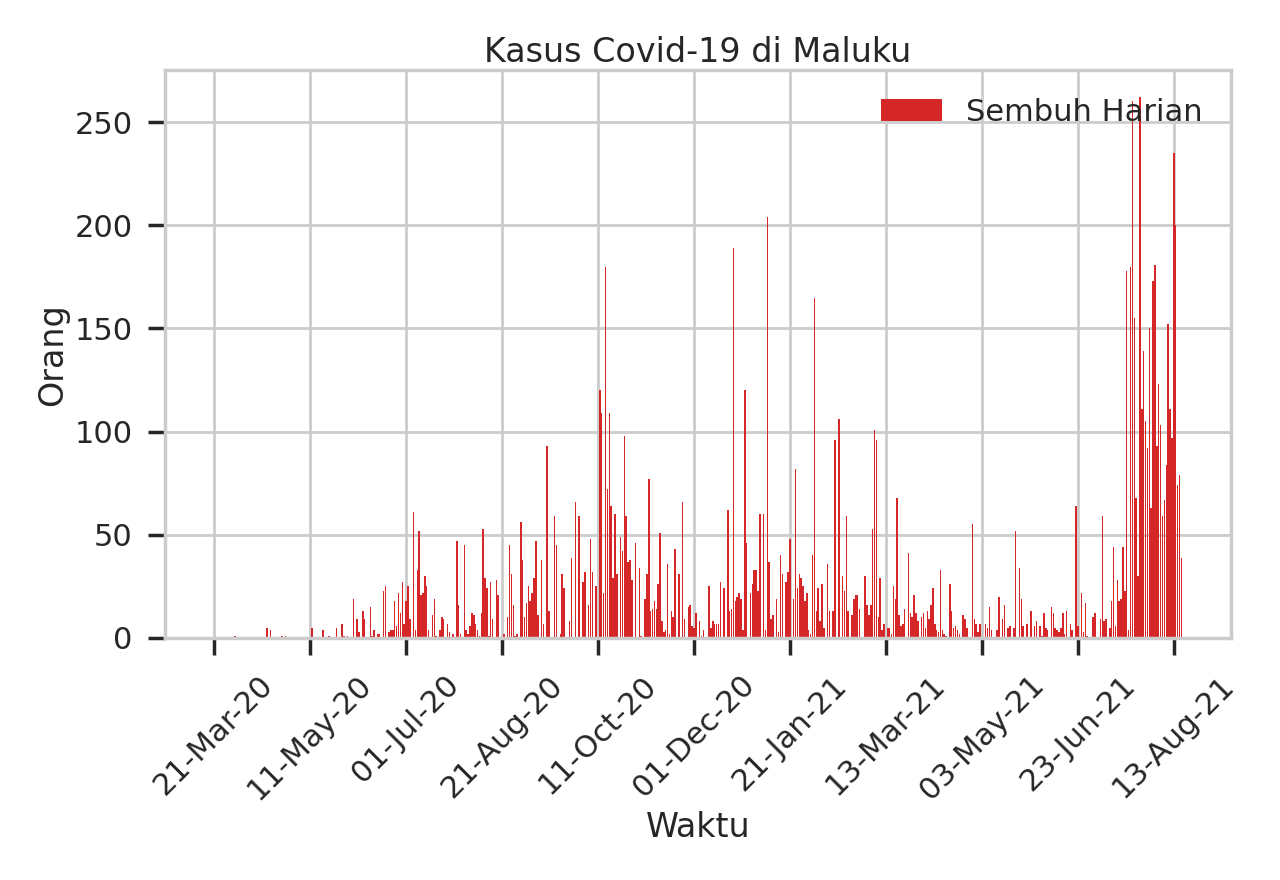 Kasus Covid-19 di Maluku
Sembuh Harian
Orang
250
200
150
100
50
0
21-Mar-20
11-May-20
01-Jul-20
21-Aug-20
11-Oct-20
01-Dec-20
21-Jan-21
13-Mar-21
03-May-21
23-Jun-21
13-Aug-21
Waktu